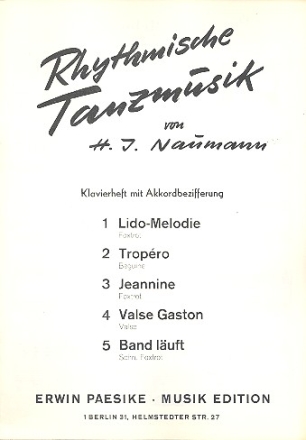 Rhythmische
Tanzmusik
von
H. J. Naumann
Klavierheft mit Akkordbezifferung
1 Lido-Melodie
Foxtrot
2 Tropéro
Beguine
3 Jeannine
Foxtrot
4 Valse Gaston
Valse
5 Band läuft
Schn. Foxtrot
ERWIN PAESIKE · MUSIK EDITION
1 BERLIN 31, HELMSTEDTER STR. 27